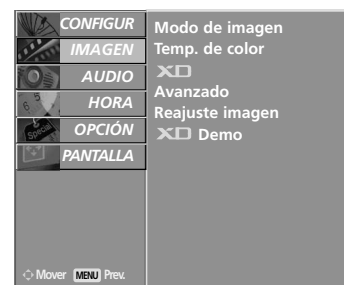 CONFIGUR
IMAGEN
AUDIO
HORA
OPCIÓN
PANTALLA
Modo de imagen
Temp. de color
XD
Avanzado
Reajuste imagen
XD Demo
Mover MENU Prev.